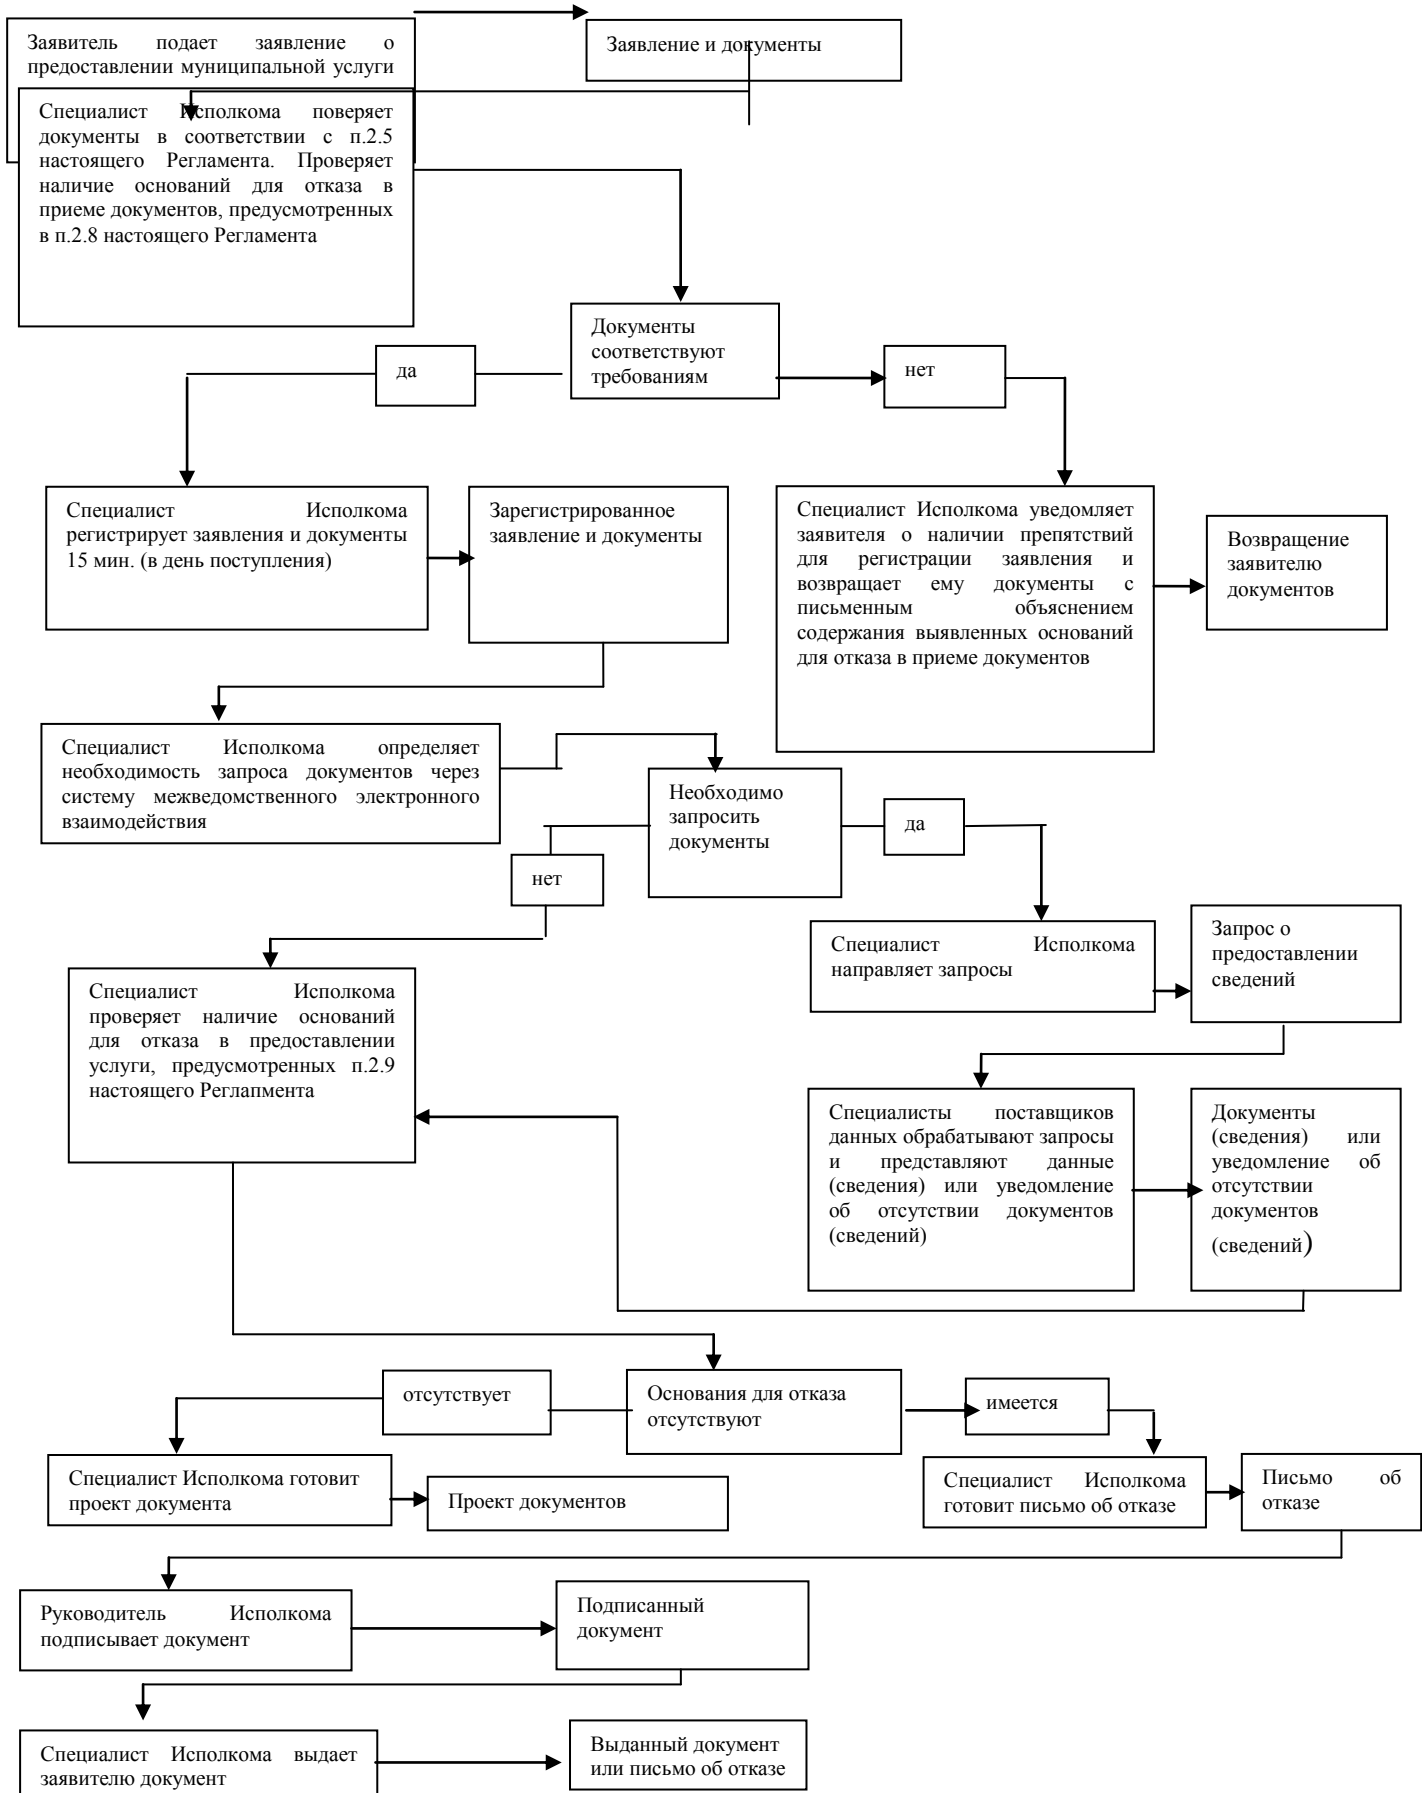 Заявитель подает заявление о
предоставлении муниципальной услуги
Заявление и документы
Специалист Исполкома поверяет
документы в соответствии с п.2.5
настоящего Регламента. Проверяет
наличие оснований для отказа в
приеме документов, предусмотренных
в п.2.8 настоящего Регламента
Документы
соответствуют
требованиям
да
нет
Специалист Исполкома
регистрирует заявления и документы
15 мин. (в день поступления)
Зарегистрированное
заявление и документы
Специалист Исполкома уведомляет
заявителя о наличии препятствий
для регистрации заявления и
возвращает ему документы с
письменным объяснением
содержания выявленных оснований
для отказа в приеме документов
Возвращение
заявителю
документов
Специалист Исполкома определяет
необходимость запроса документов через
систему межведомственного электронного
взаимодействия
Необходимо
запросить
документы
да
нет
Специалист Исполкома
направляет запросы
Запрос о
предоставлении
сведений
Специалист Исполкома
проверяет наличие оснований
для отказа в предоставлении
услуги, предусмотренных п.2.9
настоящего Реглапмента
Специалисты поставщиков
данных обрабатывают запросы
и представляют данные
(сведения) или уведомление
об отсутствии документов
(сведений)
Документы
(сведения) или
уведомление об
отсутствии
документов
(сведений)
отсутствует
Основания для отказа
отсутствуют
имеется
Специалист Исполкома готовит
проект документа
Проект документов
Специалист Исполкома
готовит письмо об отказе
Письмо об
отказе
Руководитель Исполкома
подписывает документ
Подписанный
документ
Специалист Исполкома выдает
заявителю документ
Выданный документ
или письмо об отказе